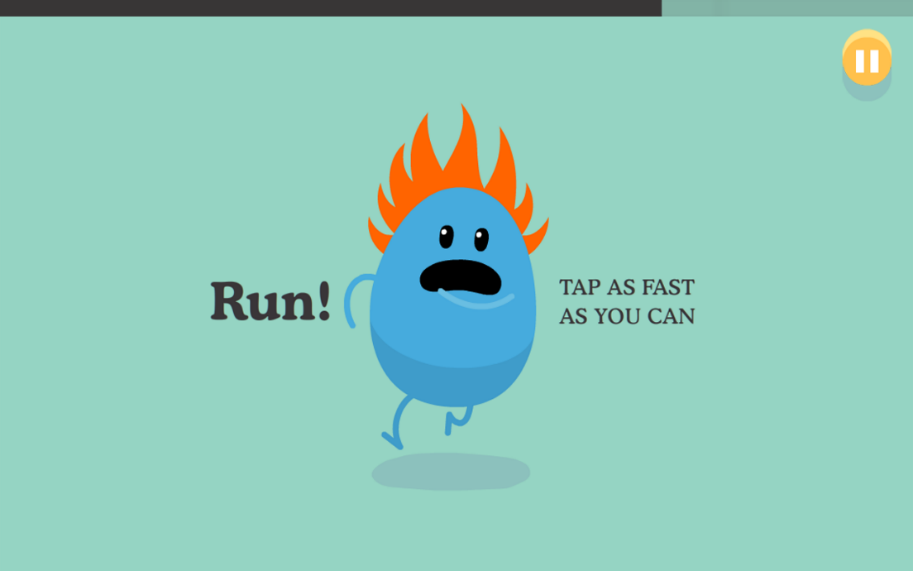 Run!
TAP AS FAST
AS YOU CAN